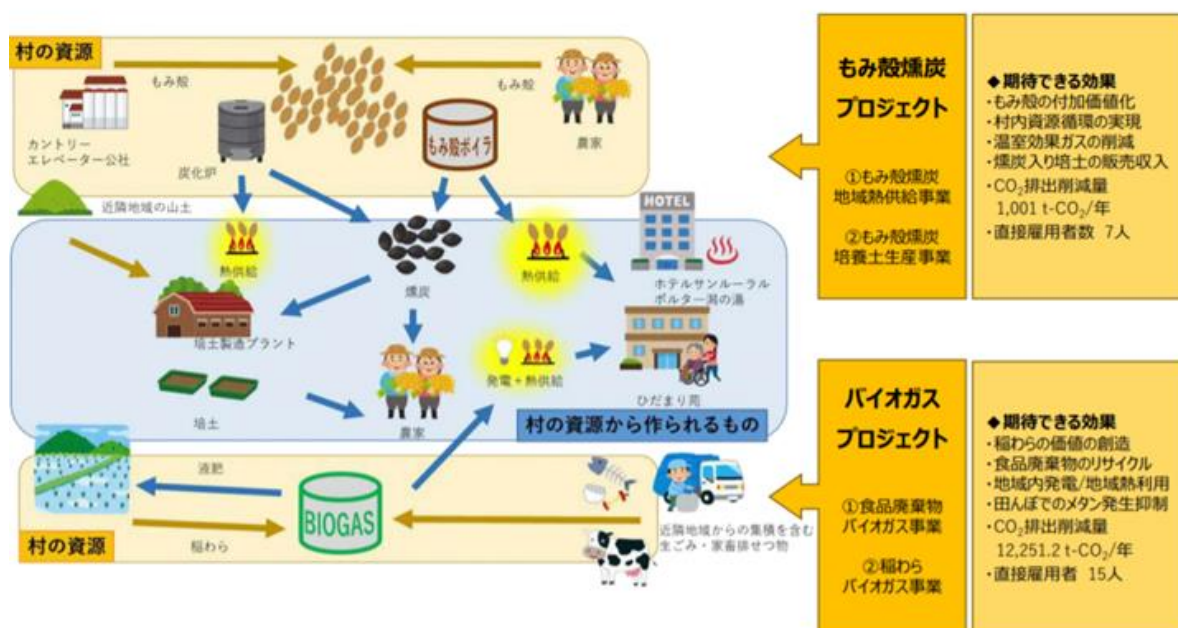 村の資源
もみ殻
もみ殻
カントリー
エレベーター公社
炭化炉
もみ殻ボイラ
農家
近隣地域の山土
熱供給
燻炭
熱供給
HOTEL
ホテルサンルーラル
ポルダー潟の湯
培土製造プラント
発電+熱供給
ひだまり苑
培土
農家
村の資源から作られるもの
液肥
BIOGAS
稲わら
近隣地域からの集積を含む
生ごみ・家畜排せつ物
村の資源
もみ殻燻炭
プロジェクト
①もみ殻燻炭
地域熱供給事業
②もみ殻燻炭
培養土生産事業
◆期待できる効果
・もみ殻の付加価値化
・村内資源循環の実現
・温室効果ガスの削減
・燻炭入り培土の販売収入
・CO₂排出削減量
1,001 t-CO₂/年
・直接雇用者数 7人
バイオガス
プロジェクト
①食品廃棄物
バイオガス事業
②稲わら
バイオガス事業
◆期待できる効果
・稲わらの価値の創造
・食品廃棄物のリサイクル
・地域内発電/地域熱利用
・田んぼでのメタン発生抑制
・CO₂排出削減量
12,251.2 t-CO₂/年
・直接雇用者 15人